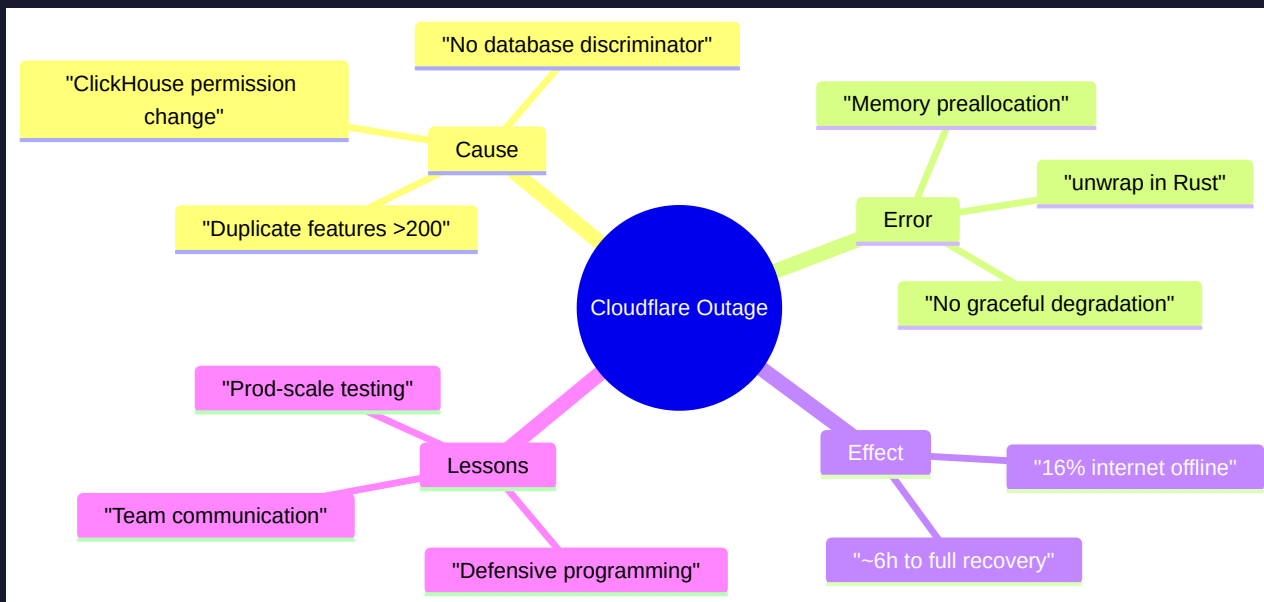 Cloudflare Outage
Cause
"ClickHouse permission
change"
"No database discriminator"
"Duplicate features >200"
Error
"Memory preallocation"
"unwrap in Rust"
"No graceful degradation"
Effect
"16% internet offline"
"~6h to full recovery"
Lessons
"Prod-scale testing"
"Team communication"
"Defensive programming"